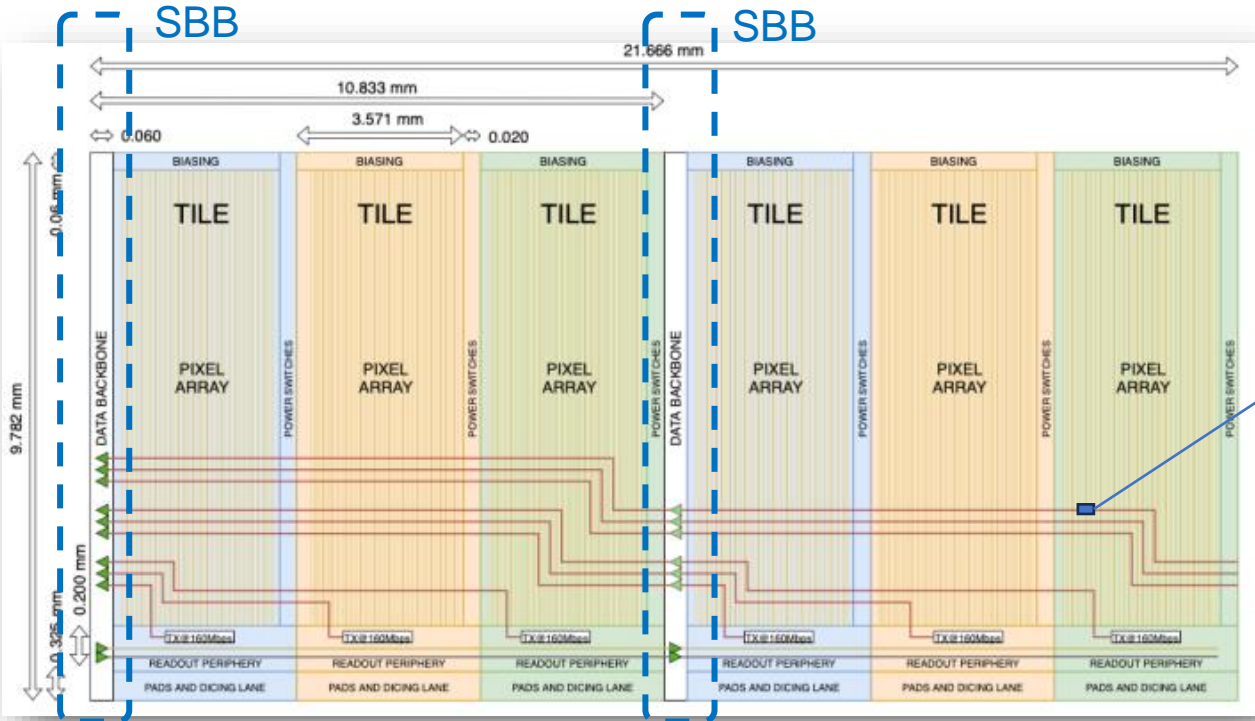 SBB
SBB
21.666 mm
10.833 mm
3.571 mm
0.060
0.020
BIASING
BIASING
BIASING
BIASING
BIASING
BIASING
0.06 mm
TILE
TILE
TILE
TILE
TILE
TILE
9.782 mm
DATA BACKBONE
PIXEL
ARRAY
POWER SWITCHES
PIXEL
ARRAY
POWER SWITCHES
PIXEL
ARRAY
POWER SWITCHES
DATA BACKBONE
PIXEL
ARRAY
POWER SWITCHES
PIXEL
ARRAY
POWER SWITCHES
PIXEL
ARRAY
POWER SWITCHES
0.200 mm
0.325 mm
TX@160Mbps
TX@160Mbps
TX@160Mbps
TX@160Mbps
TX@160Mbps
TX@160Mbps
READOUT PERIPHERY
READOUT PERIPHERY
READOUT PERIPHERY
READOUT PERIPHERY
READOUT PERIPHERY
READOUT PERIPHERY
PADS AND DICING LANE
PADS AND DICING LANE
PADS AND DICING LANE
PADS AND DICING LANE
PADS AND DICING LANE
PADS AND DICING LANE